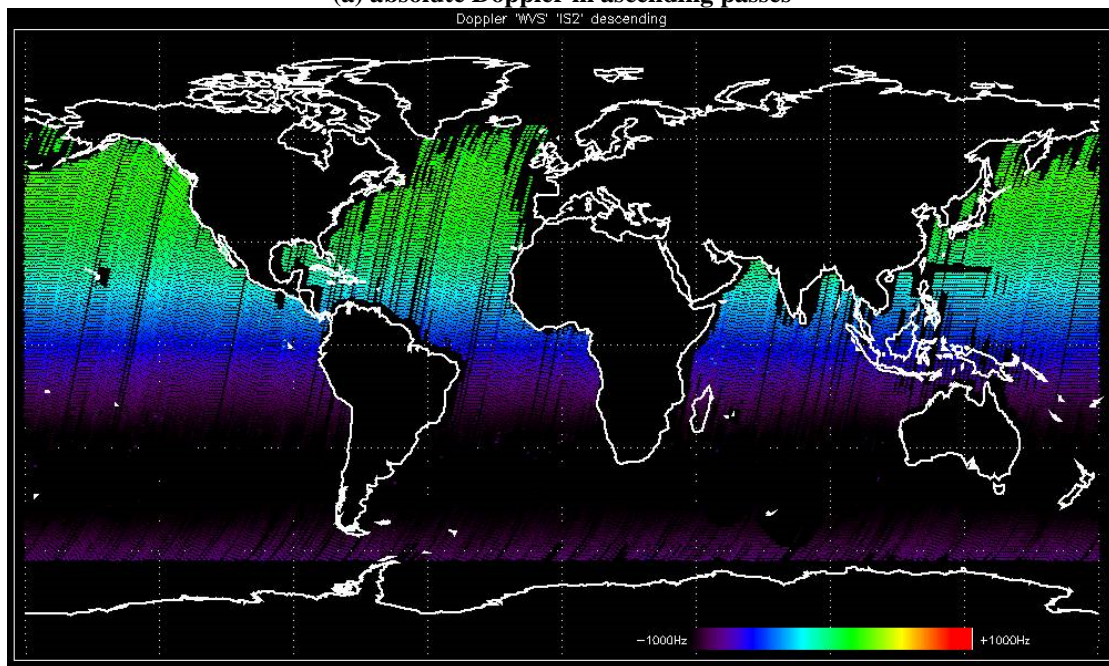 (a) absolute Doppler in ascending passes
Doppler 'WVS' 'IS2' descending
-1000Hz +1000Hz